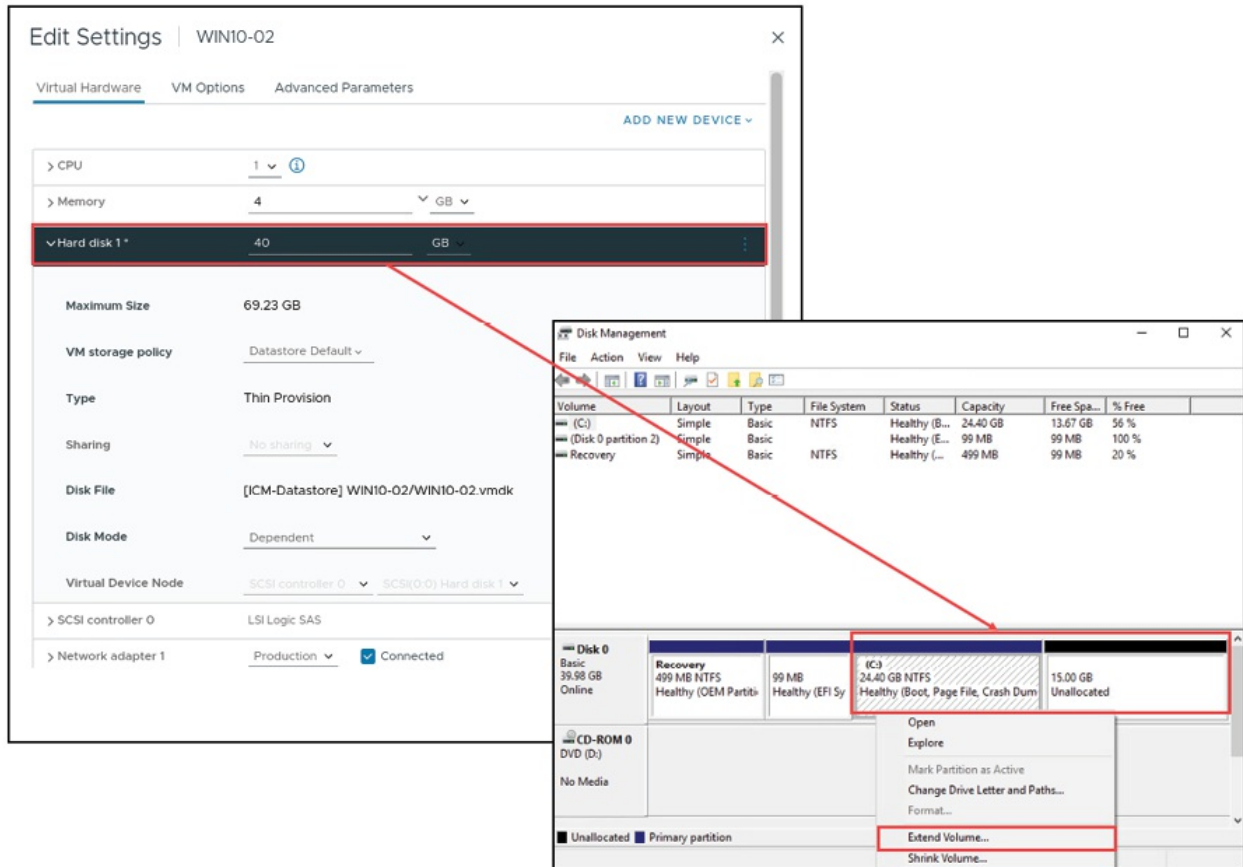 Edit Settings | WIN10-02
Virtual Hardware VM Options Advanced Parameters
ADD NEW DEVICE
CPU 1
Memory 4 GB
Hard disk 1 * 40 GB
Maximum Size 69.23 GB
VM storage policy Datastore Default
Type Thin Provision
Sharing No sharing
Disk File [ICM-Datastore] WIN10-02/WIN10-02.vmdk
Disk Mode Dependent
Virtual Device Node SCSI controller 0 SCSI(0:0) Hard disk 1
SCSI controller 0 LSI Logic SAS
Network adapter 1 Production Connected
Disk Management
File Action View Help
Volume Layout Type File System Status Capacity Free Spa... % Free
(C:) Simple Basic NTFS Healthy (B... 24.40 GB 13.67 GB 56 %
(Disk 0 partition 2) Simple Basic Healthy (E... 99 MB 99 MB 100 %
Recovery Simple Basic NTFS Healthy (... 499 MB 99 MB 20 %
Disk 0
Basic
39.98 GB
Online
Recovery
499 MB NTFS
Healthy (OEM Partiti
99 MB
Healthy (EFI Sy
(C:)
24.40 GB NTFS
Healthy (Boot, Page File, Crash Dum
15.00 GB
Unallocated
CD-ROM 0
DVD (D:)
No Media
Unallocated Primary partition
Open
Explore
Mark Partition as Active
Change Drive Letter and Paths...
Format...
Extend Volume...
Shrink Volume...